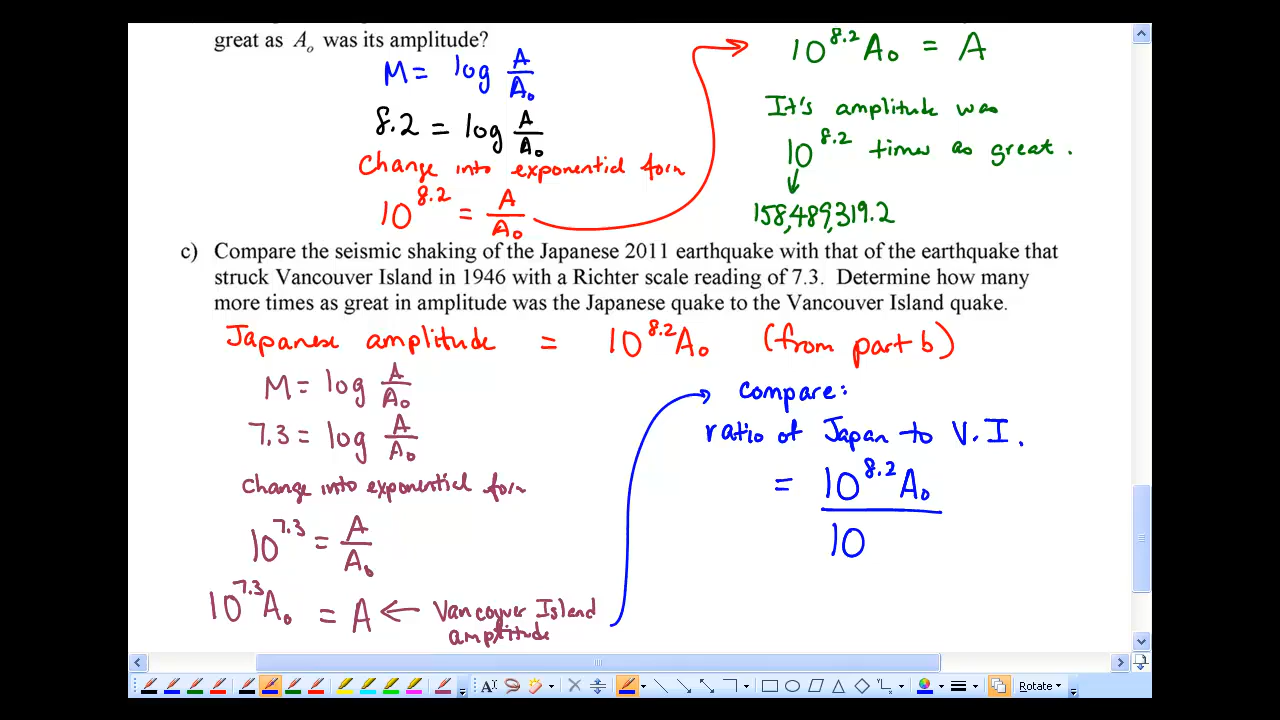 great as A₀ was its amplitude?
M = log A/A₀
8.2 = log A/A₀
Change into exponential form
10^8.2 = A/A₀
10^8.2 A₀ = A
It's amplitude was
10^8.2 times as great.
158,489,319.2
c) Compare the seismic shaking of the Japanese 2011 earthquake with that of the earthquake that
struck Vancouver Island in 1946 with a Richter scale reading of 7.3. Determine how many
more times as great in amplitude was the Japanese quake to the Vancouver Island quake.
Japanese amplitude = 10^8.2 A₀ (from part b)
M = log A/A₀
7.3 = log A/A₀
Change into exponential form
10^7.3 = A/A₀
10^7.3 A₀ = A ← Vancouver Island
amplitude
Compare:
ratio of Japan to V.I.
= 10^8.2 A₀
10
Rotate